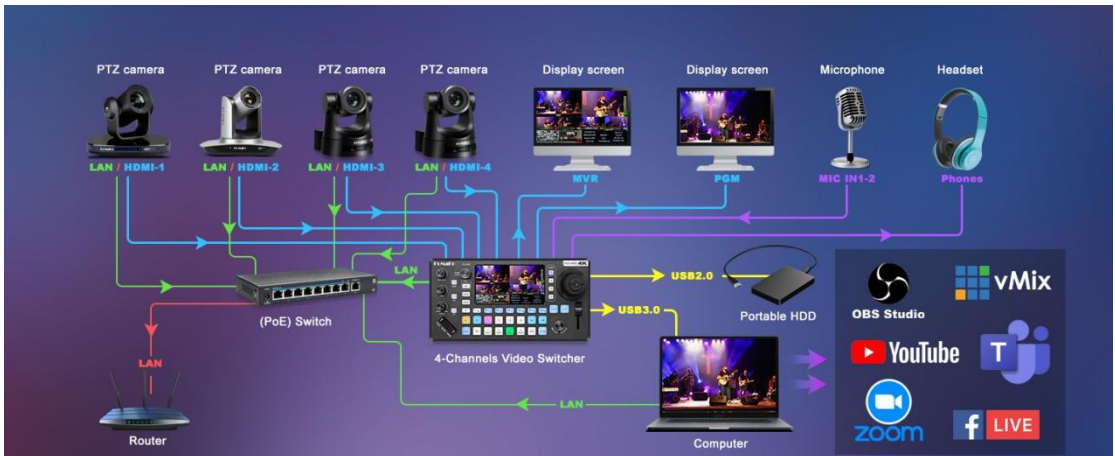 PTZ camera
PTZ camera
PTZ camera
PTZ camera
Display screen
Display screen
Microphone
Headset
LAN / HDMI-1
LAN / HDMI-2
LAN / HDMI-3
LAN / HDMI-4
MVR
PGM
MIC IN1-2
Phones
LAN
USB2.0
USB3.0
(PoE) Switch
4-Channels Video Switcher
Portable HDD
OBS Studio
vMix
YouTube
T
LAN
LAN
zoom
f LIVE
Router
Computer